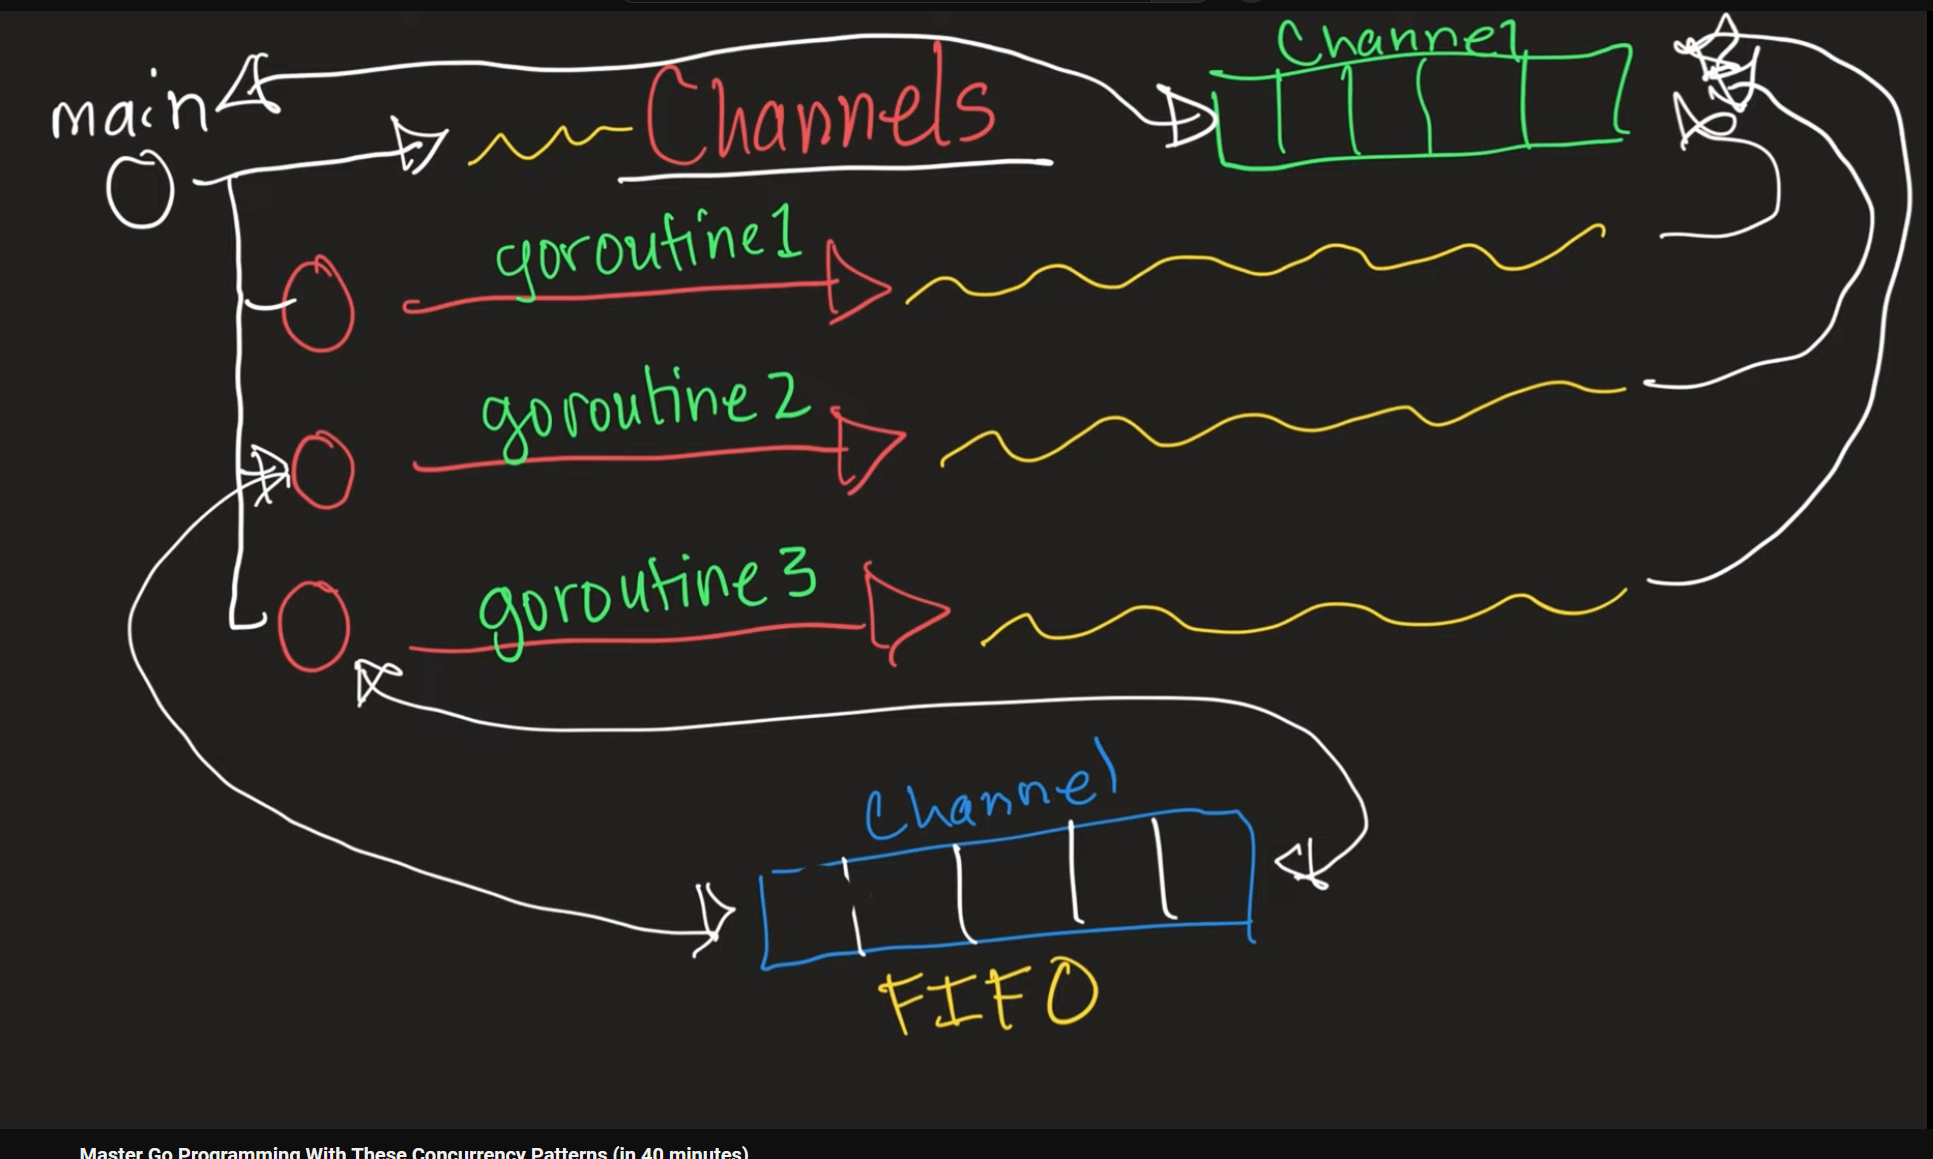 Channel
main
Channels
goroutine1
goroutine2
goroutine3
Channel
FIFO
Master Go Programming With These Concurrency Patterns (in 40 minutes)